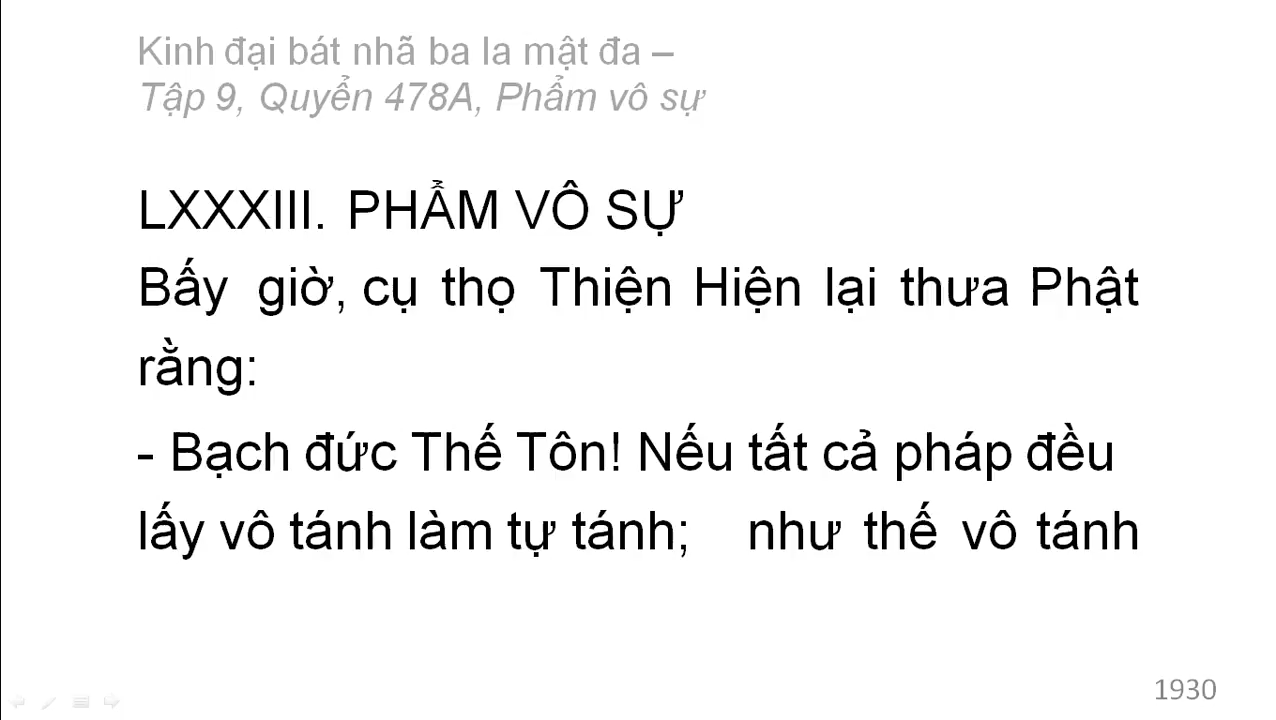 Kinh đại bát nhã ba la mật đa –
Tập 9, Quyển 478A, Phẩm vô sự
LXXXIII. PHẨM VÔ SỰ
Bấy giờ, cụ thọ Thiện Hiện lại thưa Phật
rằng:
- Bạch đức Thế Tôn! Nếu tất cả pháp đều
lấy vô tánh làm tự tánh; như thế vô tánh
1930